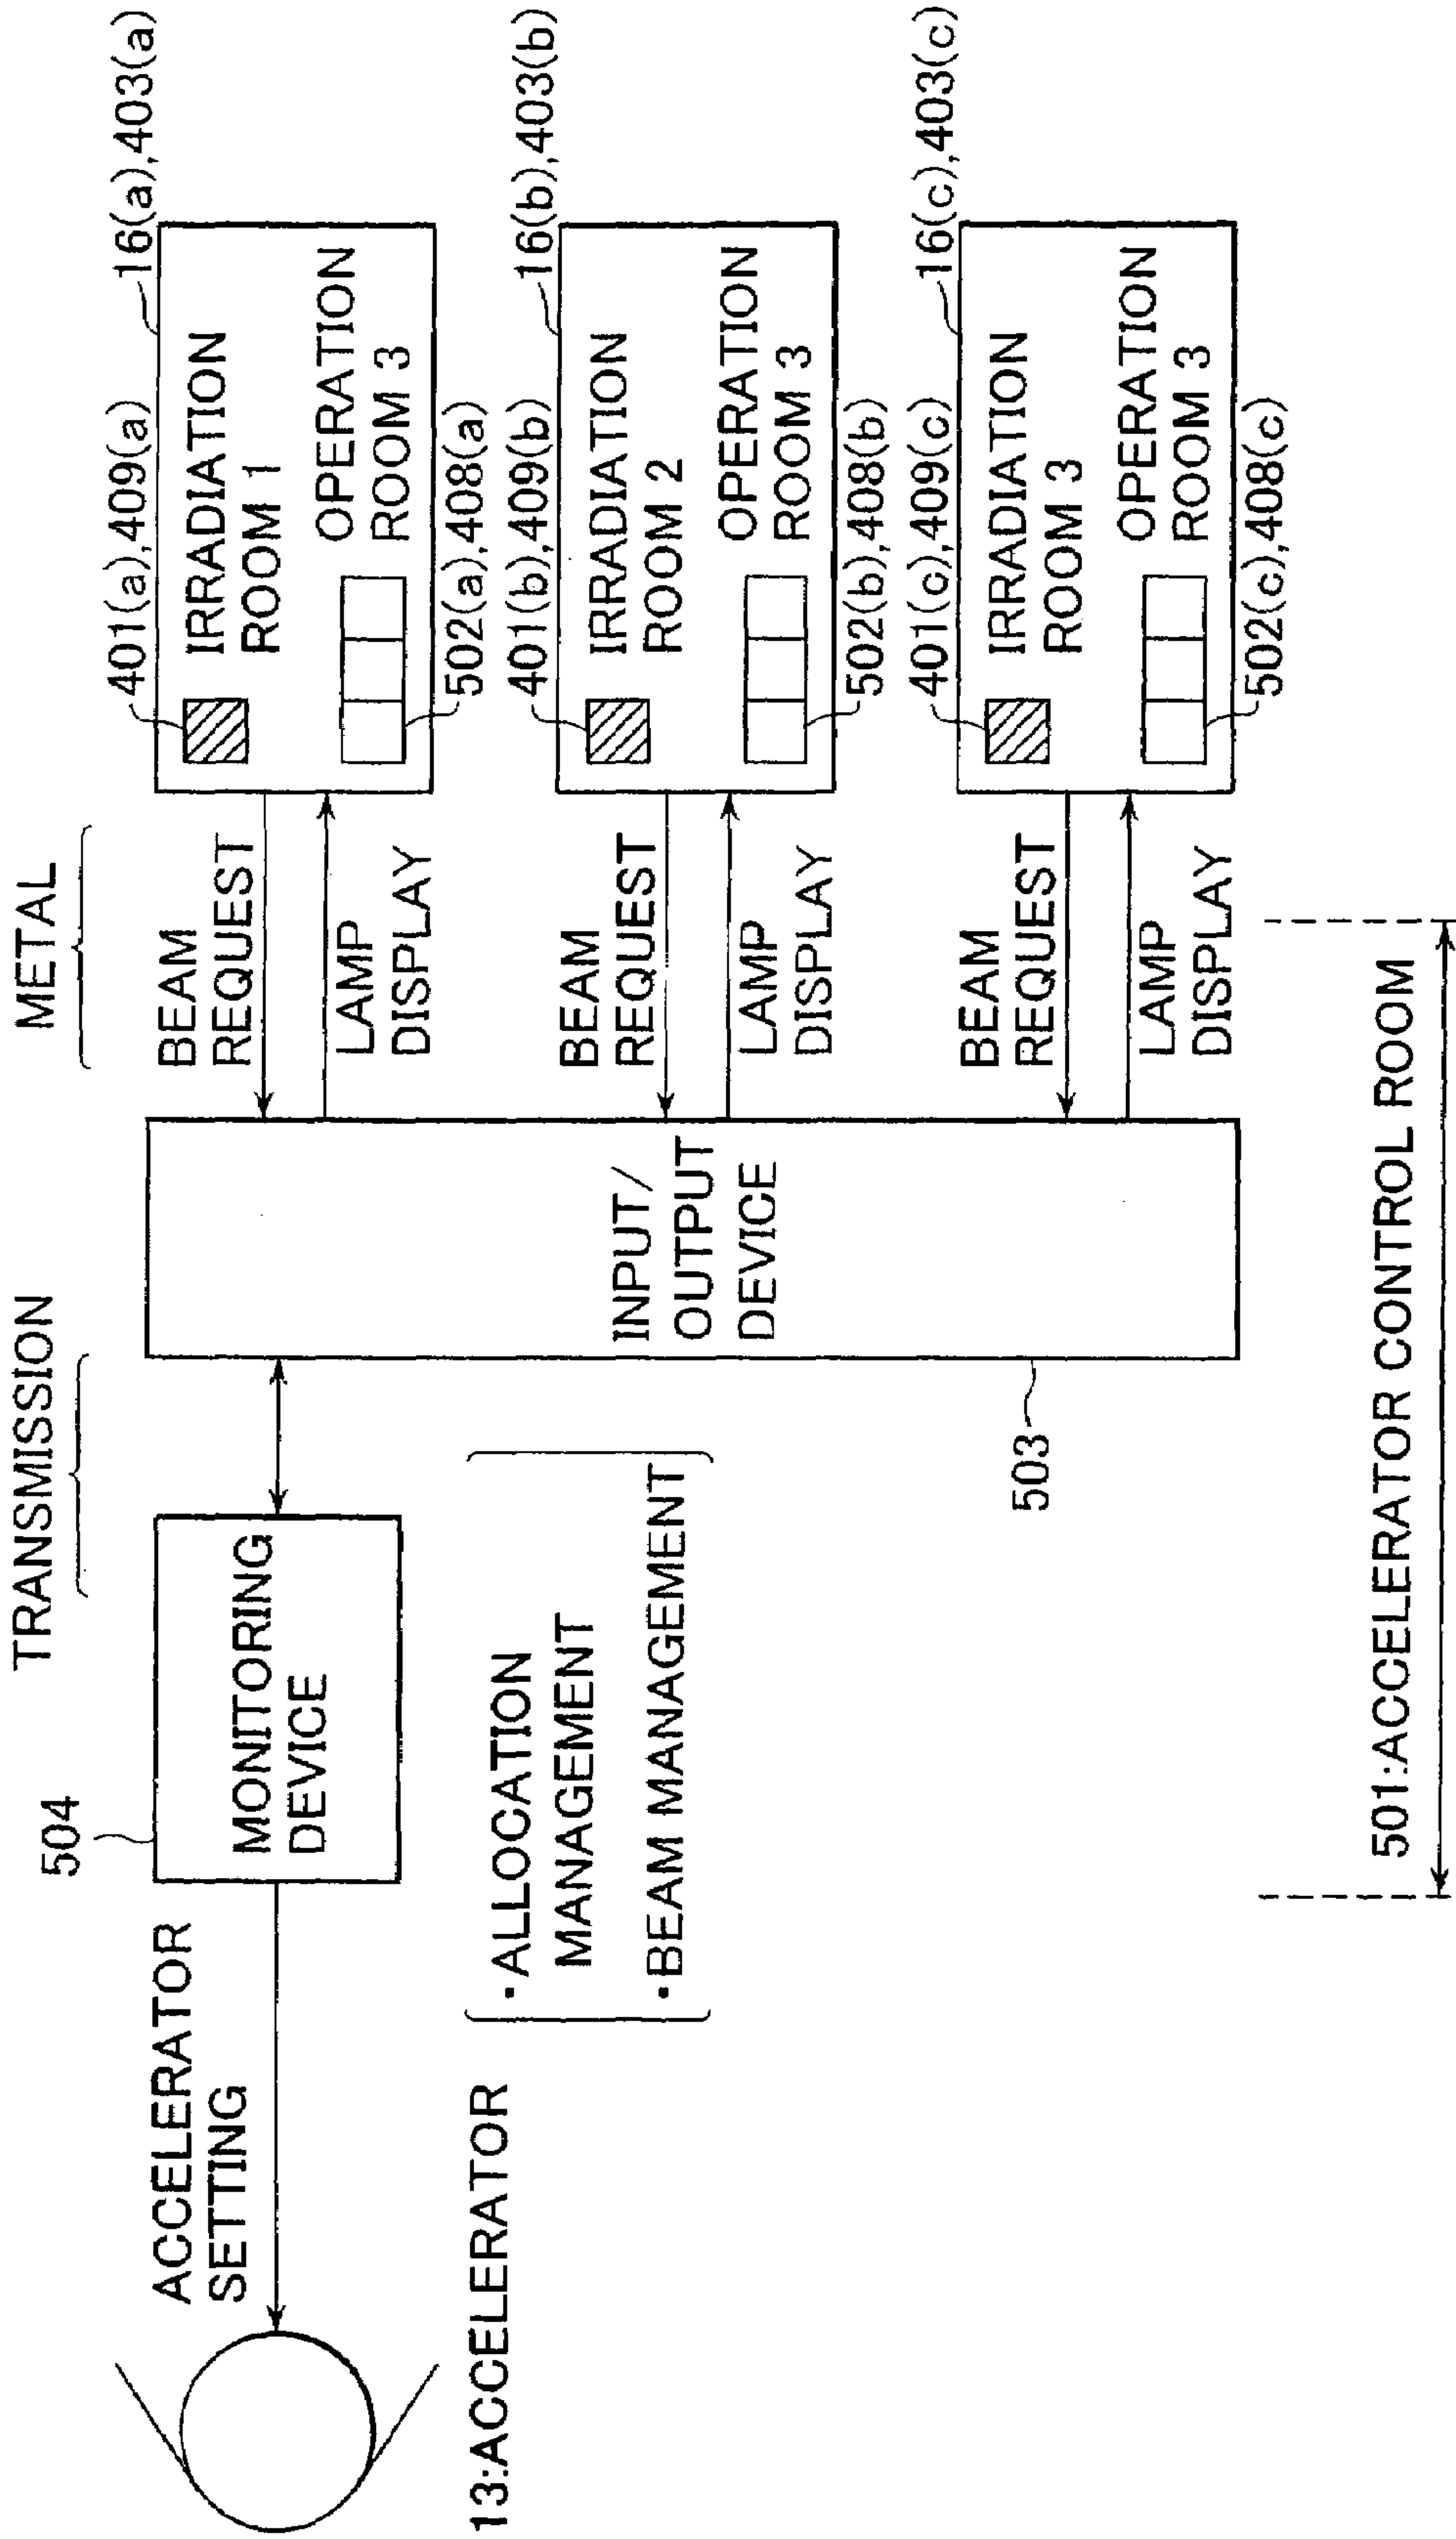 TRANSMISSION
METAL
504
MONITORING
DEVICE
ACCELERATOR
SETTING
13:ACCELERATOR
・ALLOCATION
MANAGEMENT
・BEAM MANAGEMENT
INPUT/
OUTPUT
DEVICE
503
BEAM
REQUEST
LAMP
DISPLAY
401(a),409(a)
16(a),403(a)
IRRADIATION
ROOM 1
OPERATION
ROOM 3
502(a),408(a)
BEAM
REQUEST
LAMP
DISPLAY
401(b),409(b)
16(b),403(b)
IRRADIATION
ROOM 2
OPERATION
ROOM 3
502(b),408(b)
BEAM
REQUEST
LAMP
DISPLAY
401(c),409(c)
16(c),403(c)
IRRADIATION
ROOM 3
OPERATION
ROOM 3
502(c),408(c)
501:ACCELERATOR CONTROL ROOM